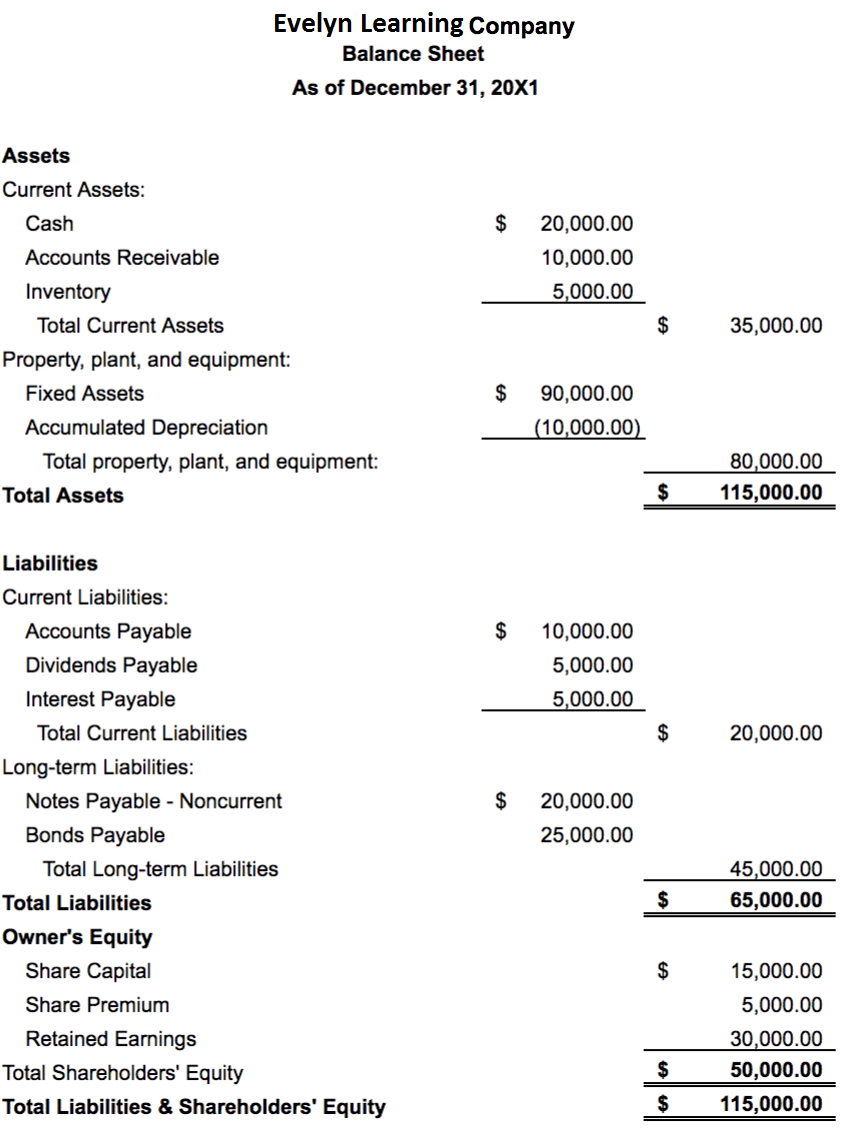 Evelyn Learning Company
Balance Sheet
As of December 31, 20X1
Assets
Current Assets:
Cash $ 20,000.00
Accounts Receivable 10,000.00
Inventory 5,000.00
Total Current Assets $ 35,000.00
Property, plant, and equipment:
Fixed Assets $ 90,000.00
Accumulated Depreciation (10,000.00)
Total property, plant, and equipment: 80,000.00
Total Assets $ 115,000.00
Liabilities
Current Liabilities:
Accounts Payable $ 10,000.00
Dividends Payable 5,000.00
Interest Payable 5,000.00
Total Current Liabilities $ 20,000.00
Long-term Liabilities:
Notes Payable - Noncurrent $ 20,000.00
Bonds Payable 25,000.00
Total Long-term Liabilities 45,000.00
Total Liabilities $ 65,000.00
Owner's Equity
Share Capital $ 15,000.00
Share Premium 5,000.00
Retained Earnings 30,000.00
Total Shareholders' Equity $ 50,000.00
Total Liabilities & Shareholders' Equity $ 115,000.00